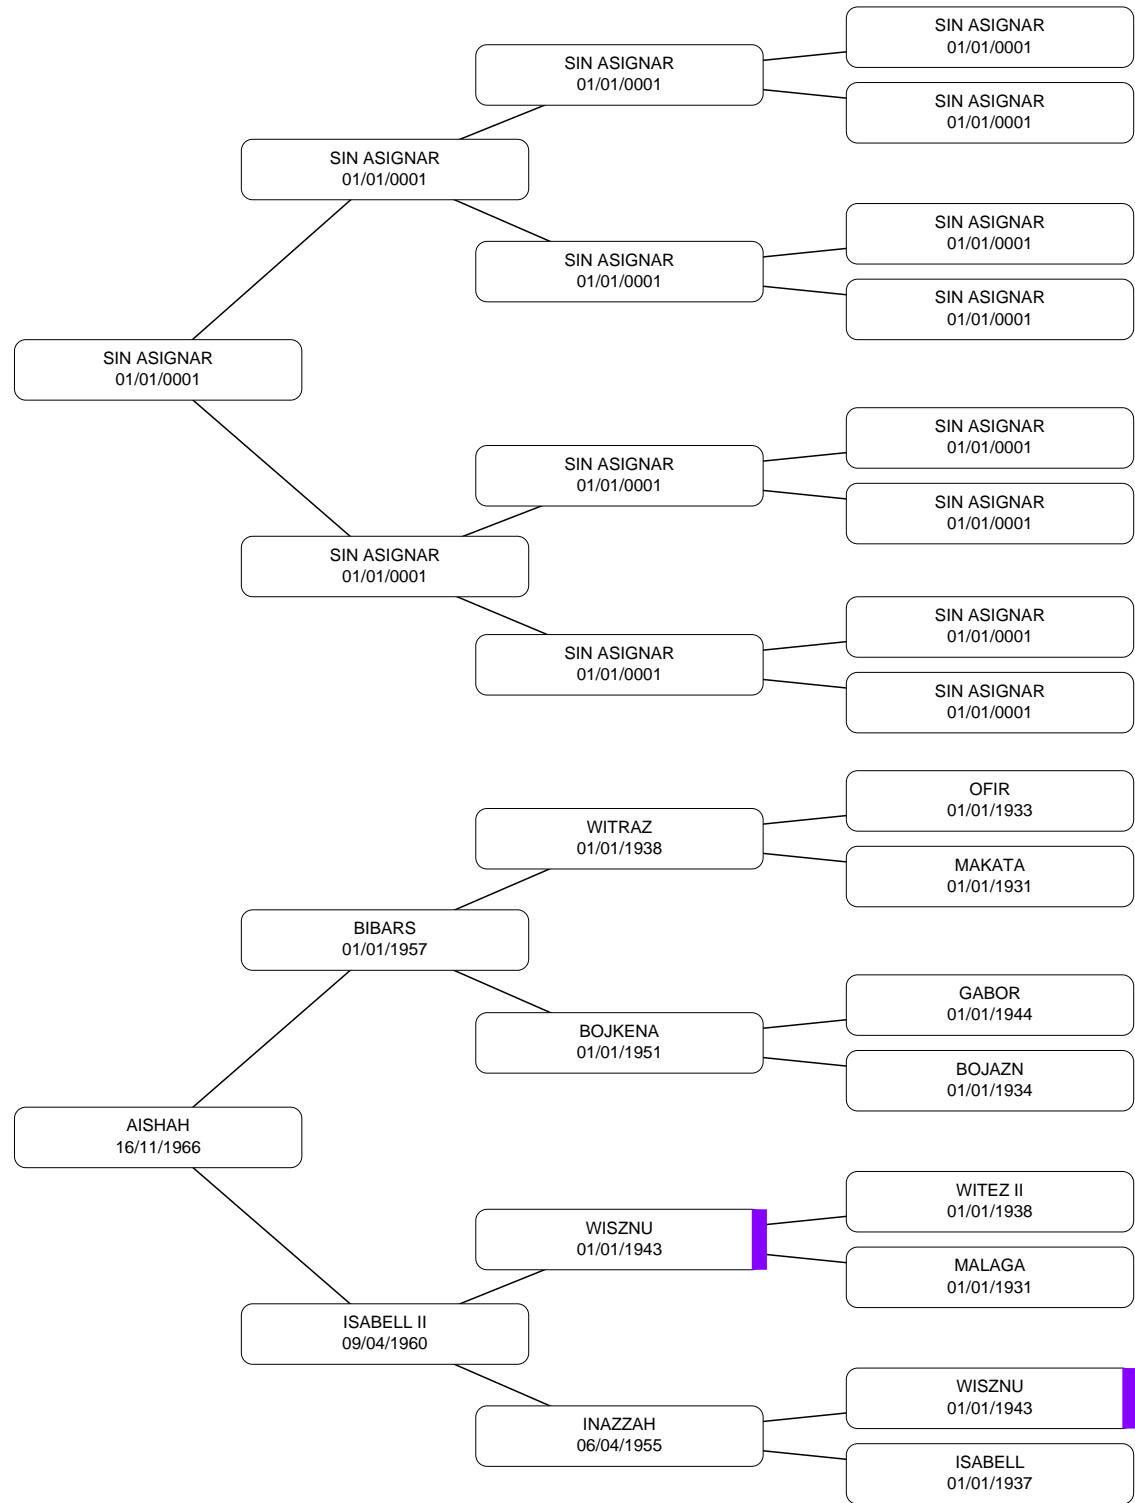 SIN ASIGNAR
01/01/0001
SIN ASIGNAR
01/01/0001
SIN ASIGNAR
01/01/0001
SIN ASIGNAR
01/01/0001
SIN ASIGNAR
01/01/0001
SIN ASIGNAR
01/01/0001
SIN ASIGNAR
01/01/0001
SIN ASIGNAR
01/01/0001
SIN ASIGNAR
01/01/0001
SIN ASIGNAR
01/01/0001
SIN ASIGNAR
01/01/0001
SIN ASIGNAR
01/01/0001
SIN ASIGNAR
01/01/0001
SIN ASIGNAR
01/01/0001
SIN ASIGNAR
01/01/0001
OFIR
01/01/1933
WITRAZ
01/01/1938
MAKATA
01/01/1931
BIBARS
01/01/1957
GABOR
01/01/1944
BOJKENA
01/01/1951
BOJAZN
01/01/1934
AISHAH
16/11/1966
WITEZ II
01/01/1938
WISZNU
01/01/1943
MALAGA
01/01/1931
ISABELL II
09/04/1960
WISZNU
01/01/1943
INAZZAH
06/04/1955
ISABELL
01/01/1937